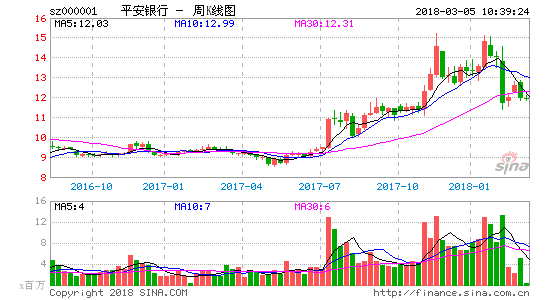 sz000001 平安银行 - 周K线图 2018-03-05 10:39:24
MA5:12.03 MA10:12.99 MA30:12.31
16
15
14
13
12
11
10
9
8
sina
2016-10 2017-01 2017-04 2017-07 2017-10 2018-01
MA5:4 MA10:7 MA30:6
16
12
8
4
x百万
Copyright 2018 SINA.COM http://finance.sina.com.cn